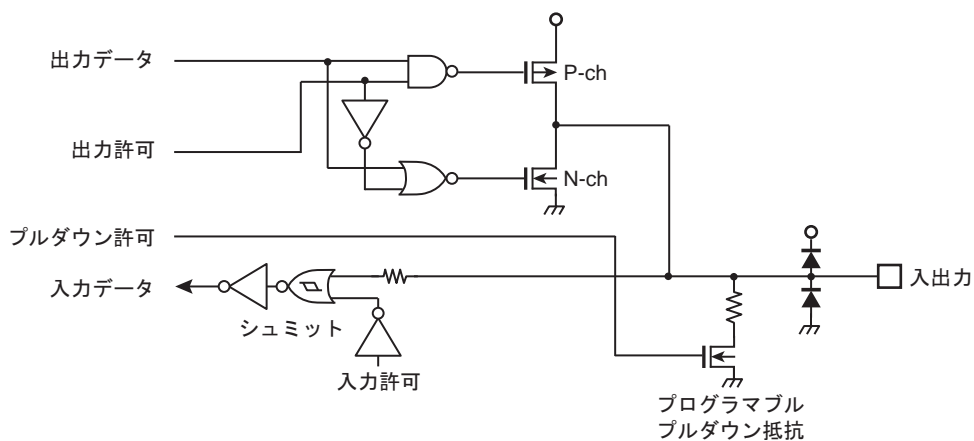 出力データ
P-ch
出力許可
N-ch
プルダウン許可
入力データ
入出力
シュミット
入力許可
プログラマブル
プルダウン抵抗